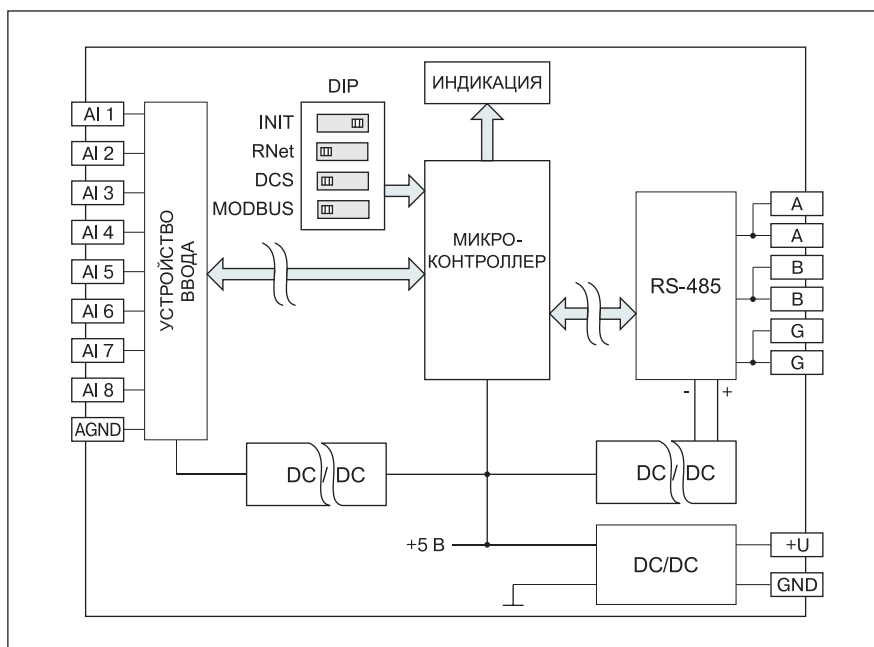 DIP
ИНДИКАЦИЯ
INIT
RNet
DCS
MODBUS
AI 1
AI 2
AI 3
AI 4
AI 5
AI 6
AI 7
AI 8
AGND
УСТРОЙСТВО
ВВОДА
МИКРО-
КОНТРОЛЛЕР
RS-485
A
A
B
B
G
G
- +
DC / DC
DC / DC
+5 В
DC/DC
+U
GND